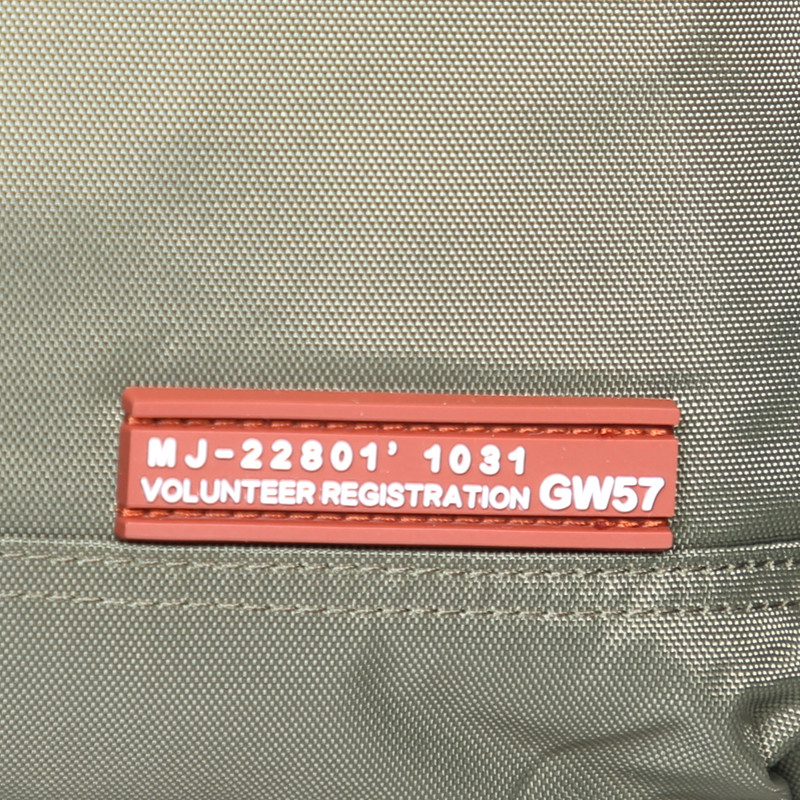 MJ-22801' 1031
VOLUNTEER REGISTRATION GW57